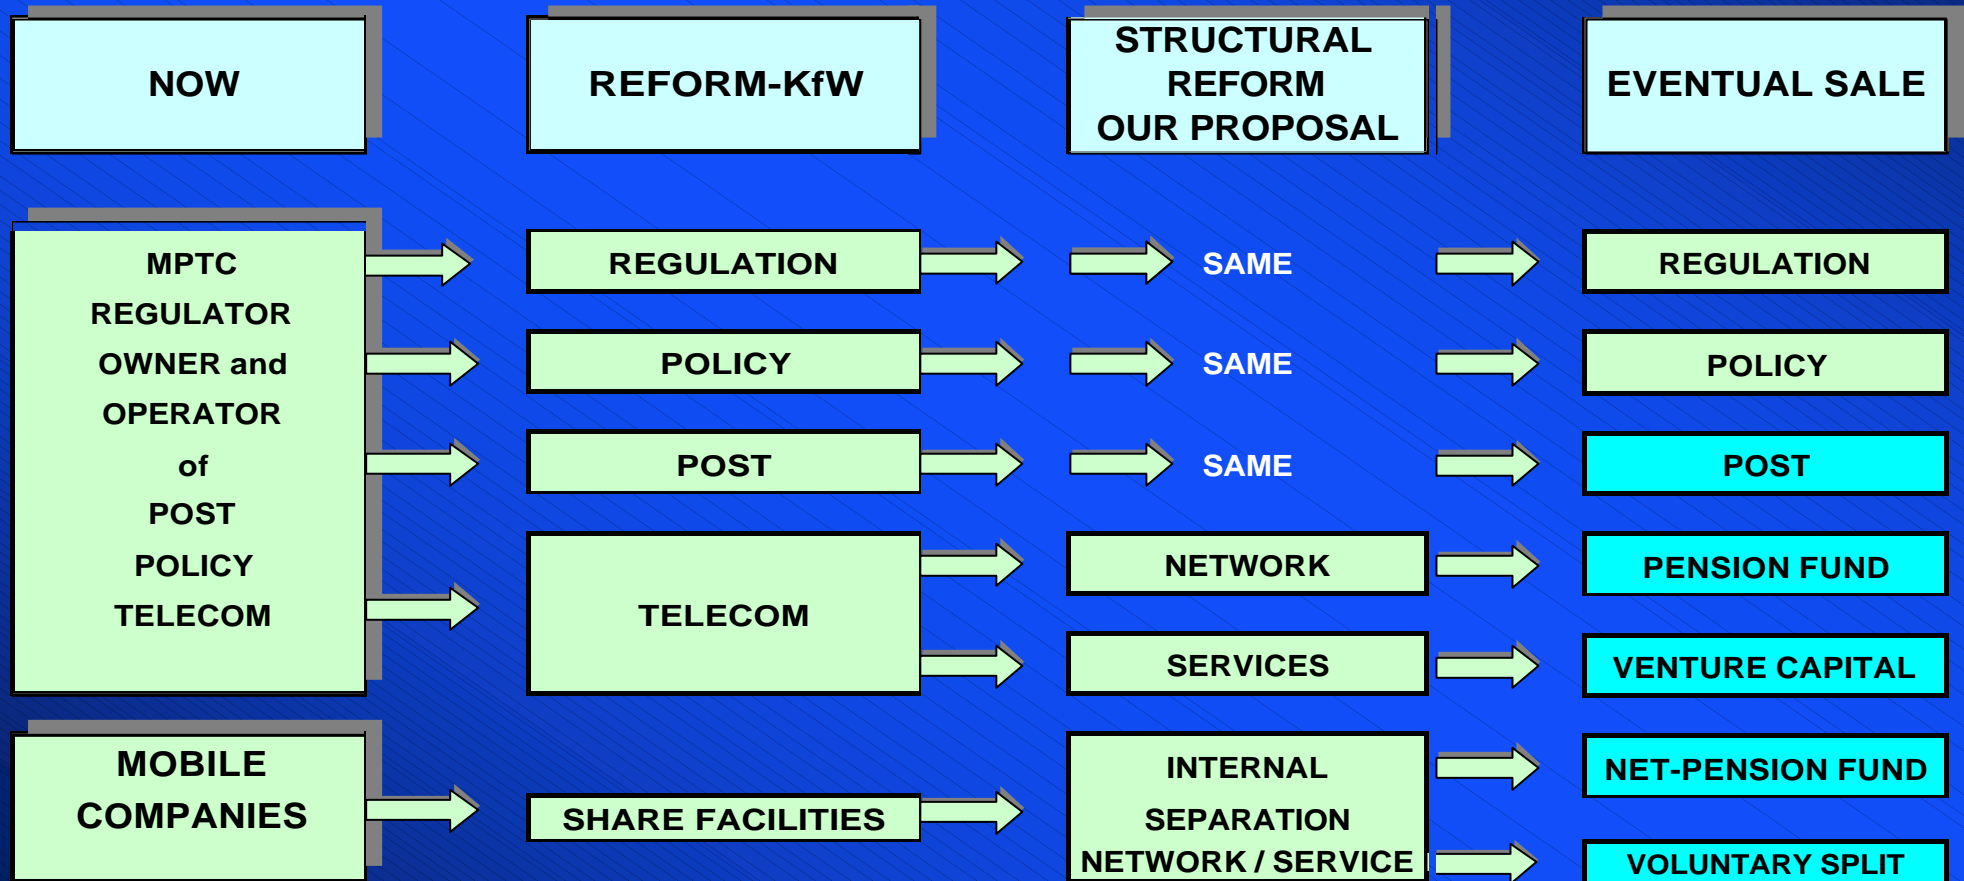 NOW
REFORM-KfW
STRUCTURAL
REFORM
OUR PROPOSAL
EVENTUAL SALE
MPTC
REGULATOR
OWNER and
OPERATOR
of
POST
POLICY
TELECOM
REGULATION
SAME
REGULATION
POLICY
SAME
POLICY
POST
SAME
POST
TELECOM
NETWORK
PENSION FUND
SERVICES
VENTURE CAPITAL
MOBILE
COMPANIES
SHARE FACILITIES
INTERNAL
SEPARATION
NETWORK / SERVICE
NET-PENSION FUND
VOLUNTARY SPLIT